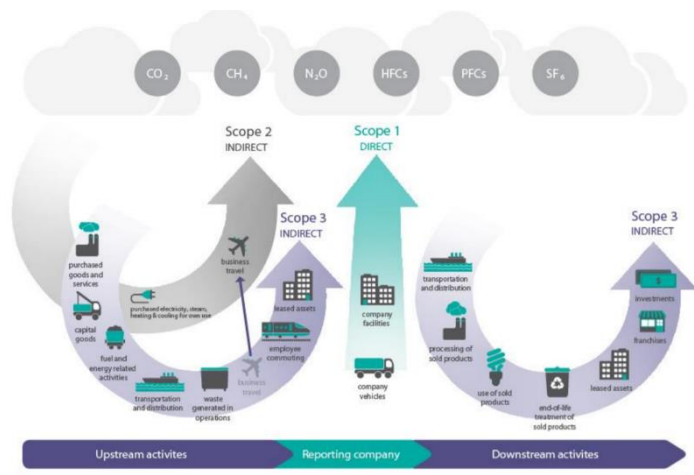 CO₂
CH₄
N₂O
HFCs
PFCs
SF₆
Scope 2
INDIRECT
Scope 1
DIRECT
Scope 3
INDIRECT
Scope 3
INDIRECT
purchased
goods and
services
capital
goods
fuel and
energy related
activities
purchased electricity, steam,
heating & cooling for own use
transportation
and distribution
waste
generated in
operations
business
travel
business
travel
employee
commuting
leased assets
company
facilities
company
vehicles
transportation
and distribution
processing of
sold products
use of sold
products
end-of-life
treatment of
sold products
leased assets
franchises
investments
$
Upstream activites
Reporting company
Downstream activites